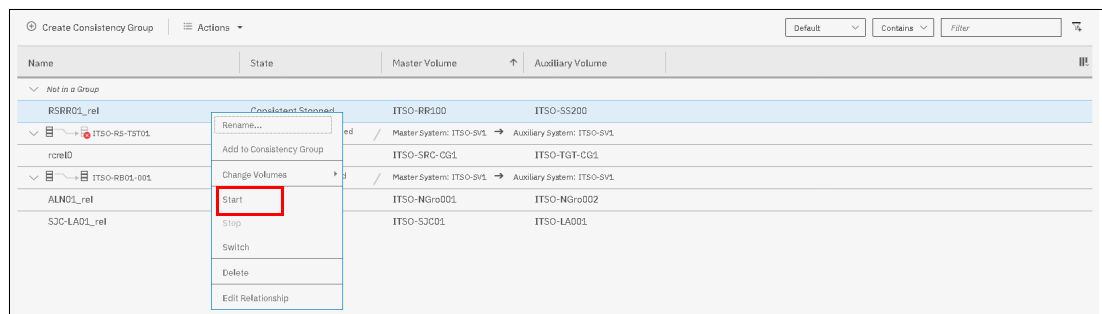 Create Consistency Group Actions Default Contains Filter
Name State Master Volume Auxiliary Volume
Not in a Group
RSRR01_rel Consistent Stopped ITSO-RR100 ITSO-SS200
Rename...
ITSO-RS-TST01 ed / Master System: ITSO-SV1 → Auxiliary System: ITSO-SV1
Add to Consistency Group
rcrel0 ITSO-SRC-CG1 ITSO-TGT-CG1
Change Volumes
ITSO-RB01-001 d / Master System: ITSO-SV1 → Auxiliary System: ITSO-SV1
Start
ALN01_rel ITSO-NGro001 ITSO-NGro002
Stop
SJC-LA01_rel ITSO-SJC01 ITSO-LA001
Switch
Delete
Edit Relationship